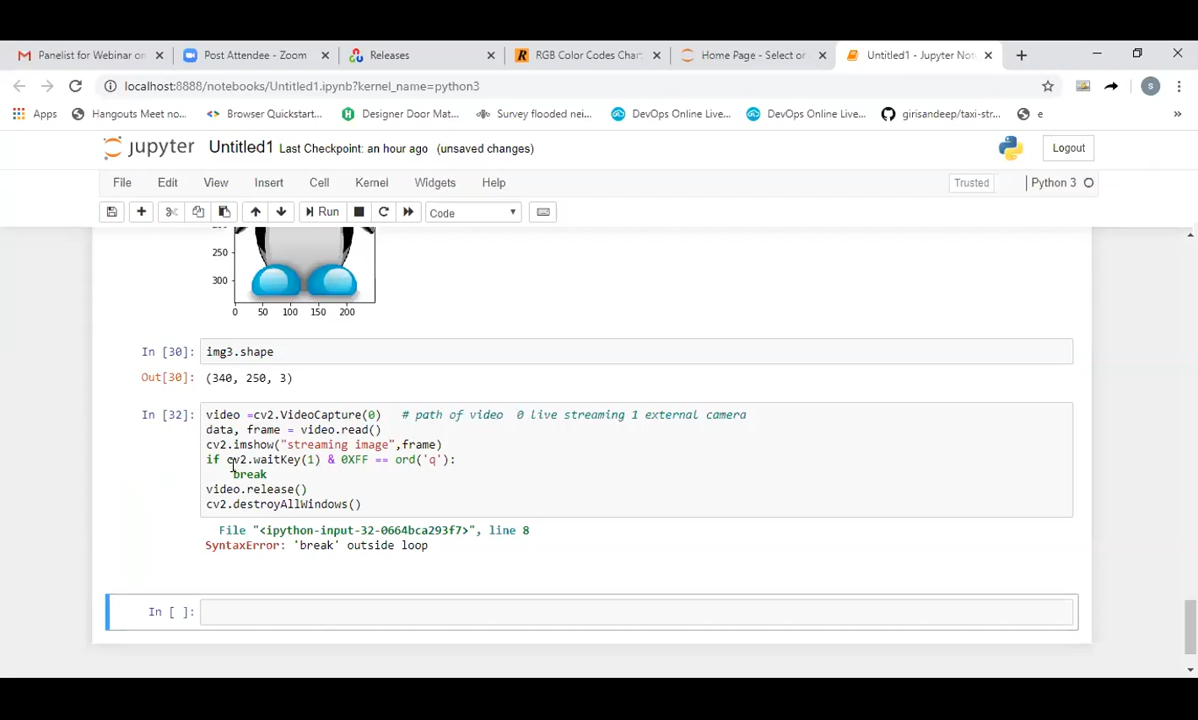 Panelist for Webinar on
Post Attendee - Zoom
Releases
RGB Color Codes Char
Home Page - Select or
Untitled1 - Jupyter Not
localhost:8888/notebooks/Untitled1.ipynb?kernel_name=python3
S
Apps
Hangouts Meet no...
Browser Quickstart...
Designer Door Mat...
Survey flooded nei...
DevOps Online Live...
DevOps Online Live...
girisandeep/taxi-str...
e
»
jupyter Untitled1 Last Checkpoint: an hour ago (unsaved changes)
Logout
File Edit View Insert Cell Kernel Widgets Help
Trusted
Python 3
Run
Code
250
300
0 50 100 150 200
In [30]: img3.shape
Out[30]: (340, 250, 3)
In [32]: video =cv2.VideoCapture(0) # path of video 0 live streaming 1 external camera
data, frame = video.read()
cv2.imshow("streaming image",frame)
if cv2.waitKey(1) & 0XFF == ord('q'):
break
video.release()
cv2.destroyAllWindows()
File "<ipython-input-32-0664bca293f7>", line 8
SyntaxError: 'break' outside loop
In [ ]: